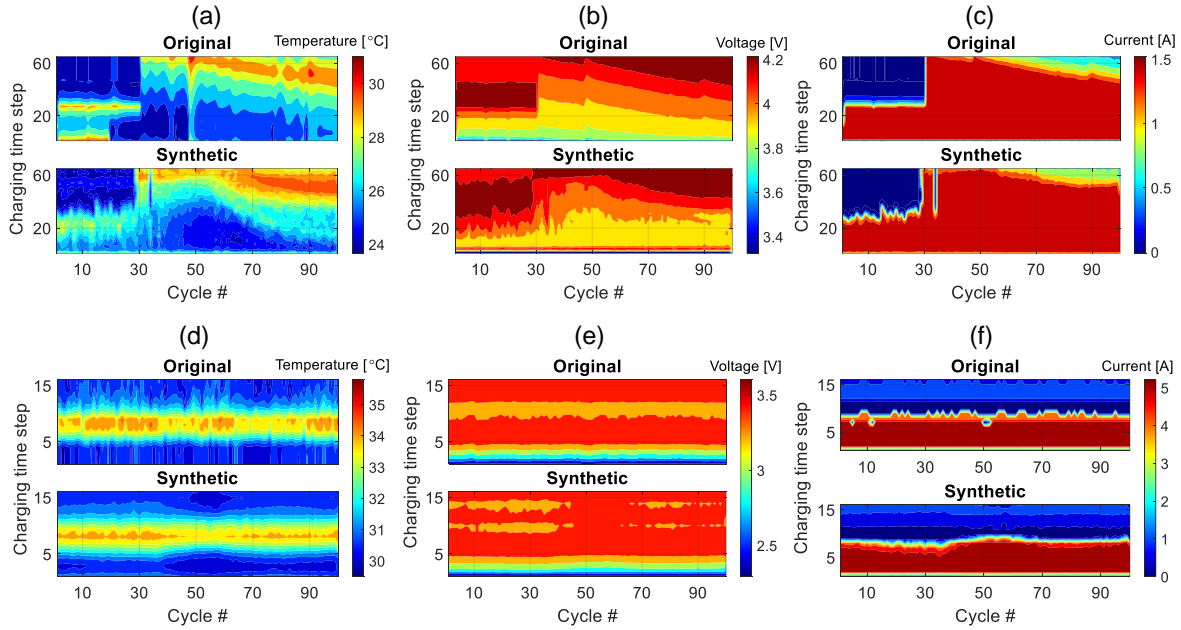 (a)
Original
Temperature [°C]
60
20
Synthetic
60
20
10 30 50 70 90
Cycle #
Charging time step
30
28
26
24
(b)
Original
Voltage [V]
60
20
Synthetic
60
20
10 30 50 70 90
Cycle #
Charging time step
4.2
4
3.8
3.6
3.4
(c)
Original
Current [A]
60
20
Synthetic
60
20
10 30 50 70 90
Cycle #
Charging time step
1.5
1
0.5
0
(d)
Original
Temperature [°C]
15
5
Synthetic
15
5
10 30 50 70 90
Cycle #
Charging time step
35
34
33
32
31
30
(e)
Original
Voltage [V]
15
5
Synthetic
15
5
10 30 50 70 90
Cycle #
Charging time step
3.5
3
2.5
(f)
Original
Current [A]
15
5
Synthetic
15
5
10 30 50 70 90
Cycle #
Charging time step
5
4
3
2
1
0